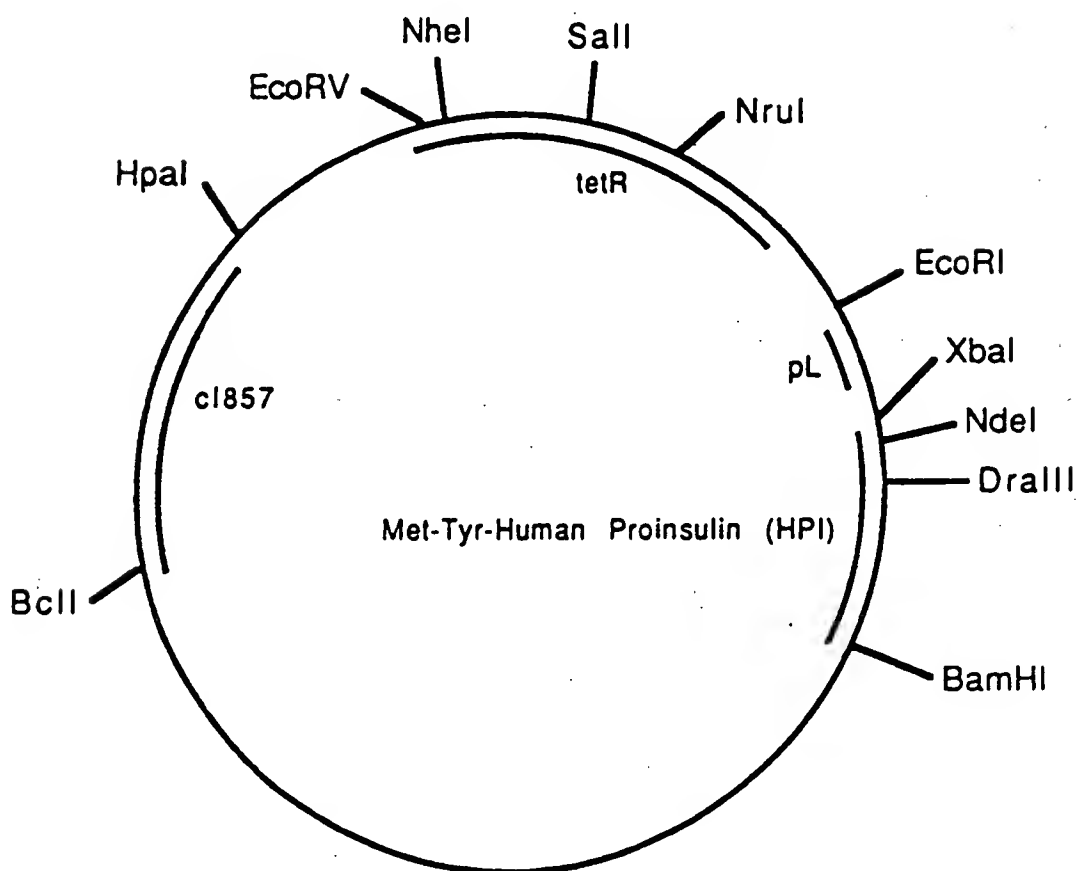 NheI
SalI
EcoRV
NruI
HpaI
tetR
EcoRI
XbaI
pL
cI857
NdeI
DraIII
Met-Tyr-Human Proinsulin (HPI)
BclI
BamHI